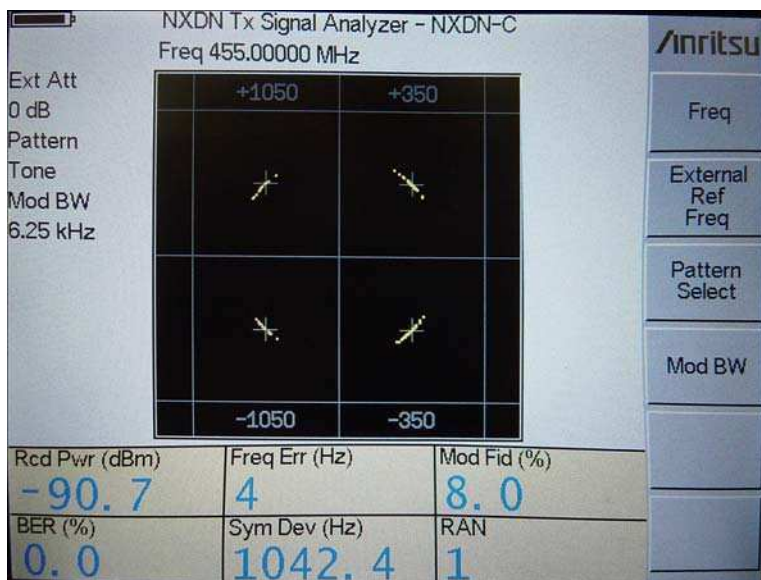 NXDN Tx Signal Analyzer - NXDN-C
Freq 455.00000 MHz
/inritsu
Ext Att
0 dB
Pattern
Tone
Mod BW
6.25 kHz
+1050
+350
-1050
-350
Freq
External
Ref
Freq
Pattern
Select
Mod BW
Rcd Pwr (dBm)
-90.7
Freq Err (Hz)
4
Mod Fid (%)
8.0
BER (%)
0.0
Sym Dev (Hz)
1042.4
RAN
1